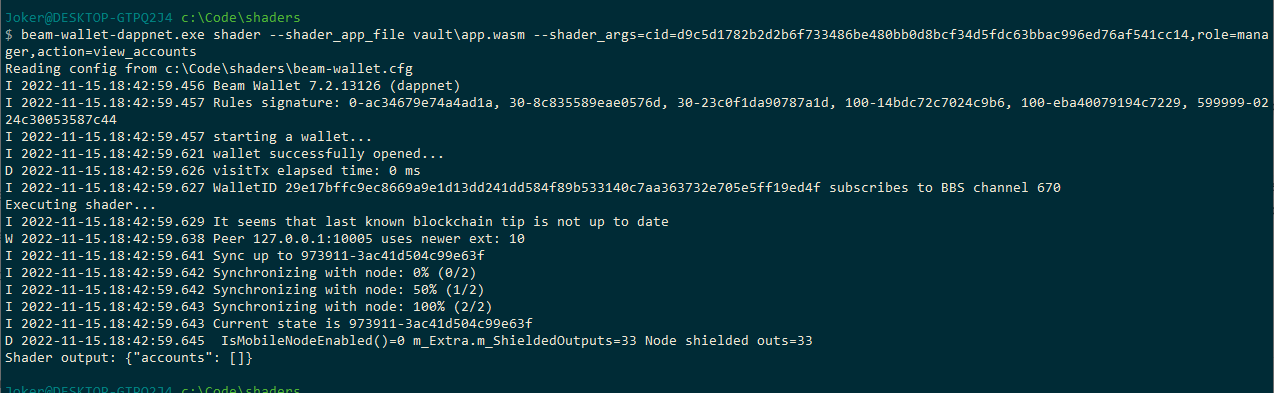 Joker@DESKTOP-GTPQ2J4 c:\Code\shaders
$ beam-wallet-dappnet.exe shader --shader_app_file vault\app.wasm --shader_args=cid=d9c5d1782b2d2b6f733486be480bb0d8bcf34d5fdc63bbac996ed76af541cc14,role=mana
ger,action=view_accounts
Reading config from c:\Code\shaders\beam-wallet.cfg
I 2022-11-15.18:42:59.456 Beam Wallet 7.2.13126 (dappnet)
I 2022-11-15.18:42:59.457 Rules signature: 0-ac34679e74a4ad1a, 30-8c835589eae0576d, 30-23c0f1da90787a1d, 100-14bdc72c7024c9b6, 100-eba40079194c7229, 599999-02
24c30053587c44
I 2022-11-15.18:42:59.457 starting a wallet...
I 2022-11-15.18:42:59.621 wallet successfully opened...
D 2022-11-15.18:42:59.626 visitTx elapsed time: 0 ms
I 2022-11-15.18:42:59.627 WalletID 29e17bffc9ec8669a9e1d13dd241dd584f89b533140c7aa363732e705e5ff19ed4f subscribes to BBS channel 670
Executing shader...
I 2022-11-15.18:42:59.629 It seems that last known blockchain tip is not up to date
W 2022-11-15.18:42:59.638 Peer 127.0.0.1:10005 uses newer ext: 10
I 2022-11-15.18:42:59.641 Sync up to 973911-3ac41d504c99e63f
I 2022-11-15.18:42:59.642 Synchronizing with node: 0% (0/2)
I 2022-11-15.18:42:59.642 Synchronizing with node: 50% (1/2)
I 2022-11-15.18:42:59.643 Synchronizing with node: 100% (2/2)
I 2022-11-15.18:42:59.643 Current state is 973911-3ac41d504c99e63f
D 2022-11-15.18:42:59.645  IsMobileNodeEnabled()=0 m_Extra.m_ShieldedOutputs=33 Node shielded outs=33
Shader output: {"accounts": []}
Joker@DESKTOP-GTPQ2J4 c:\Code\shaders